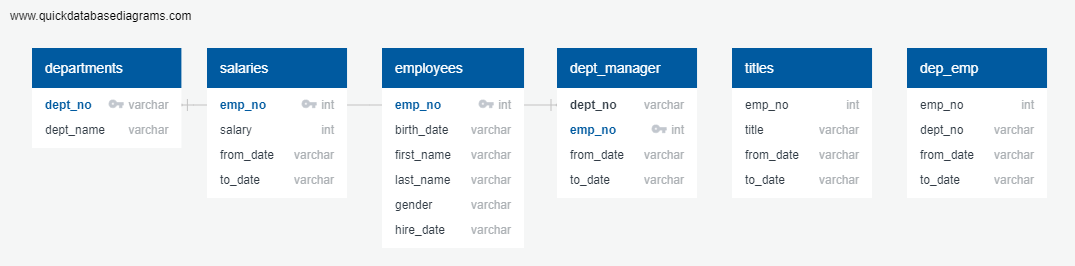 www.quickdatabasediagrams.com
departments
dept_no varchar
dept_name varchar
salaries
emp_no int
salary int
from_date varchar
to_date varchar
employees
emp_no int
birth_date varchar
first_name varchar
last_name varchar
gender varchar
hire_date varchar
dept_manager
dept_no varchar
emp_no int
from_date varchar
to_date varchar
titles
emp_no int
title varchar
from_date varchar
to_date varchar
dep_emp
emp_no int
dept_no varchar
from_date varchar
to_date varchar